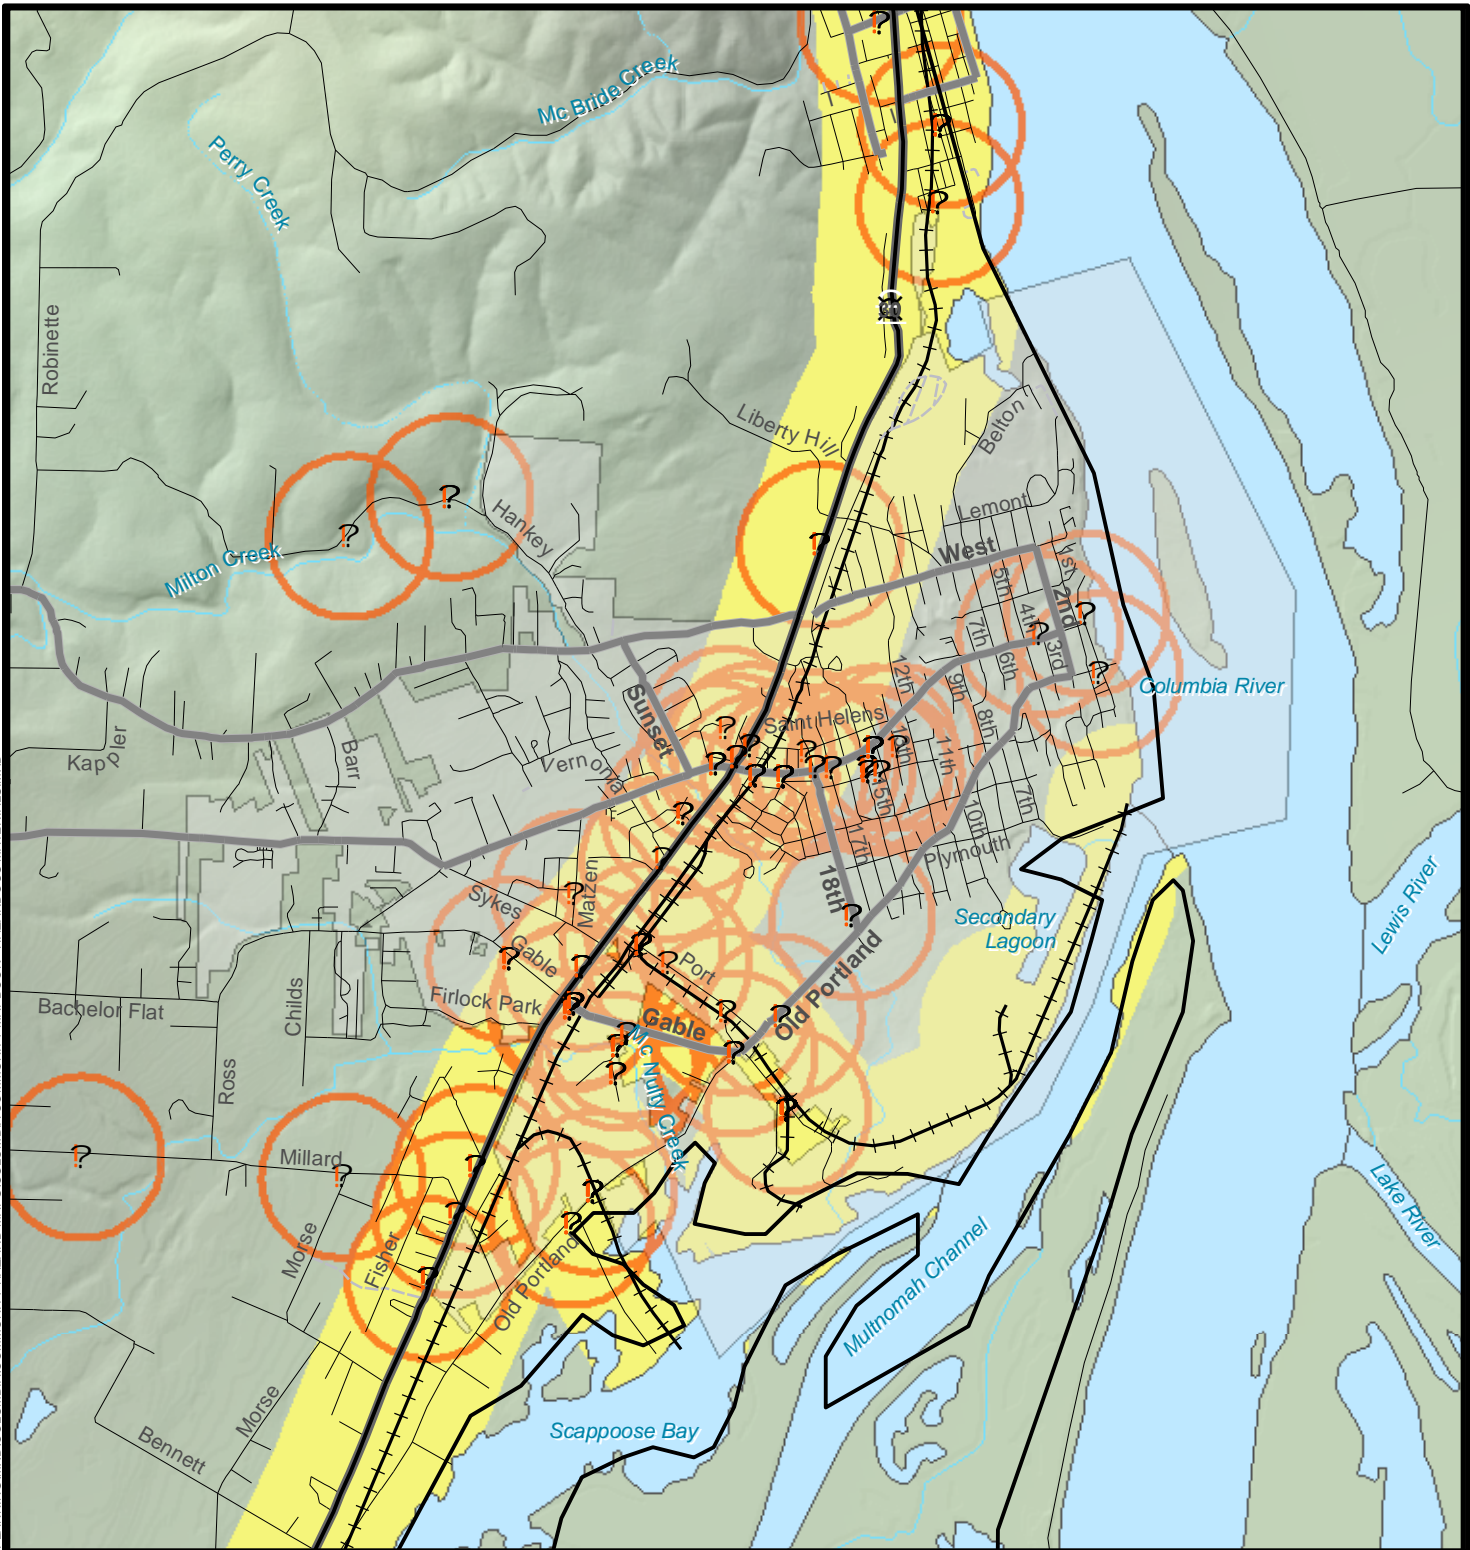 Mc Bride Creek
Perry Creek
Robinette
Liberty Hill
Belton
Hankey
Lemont
West
Milton Creek
1st
2nd
5th
4th
3rd
7th
6th
Columbia River
12th
9th
8th
Sunset
Saint Helens
11th
Vernonia
Kappler
Barr
15th
10th
7th
17th
Plymouth
18th
Matzen
Sykes
Gable
Port
Secondary
Lagoon
Lewis River
Old Portland
Firlock Park
Bachelor Flat
Childs
Gable
Mc Nulty Creek
Ross
Millard
Morse
Fisher
Old Portland
Multnomah Channel
Lake River
Morse
Bennett
Scappoose Bay